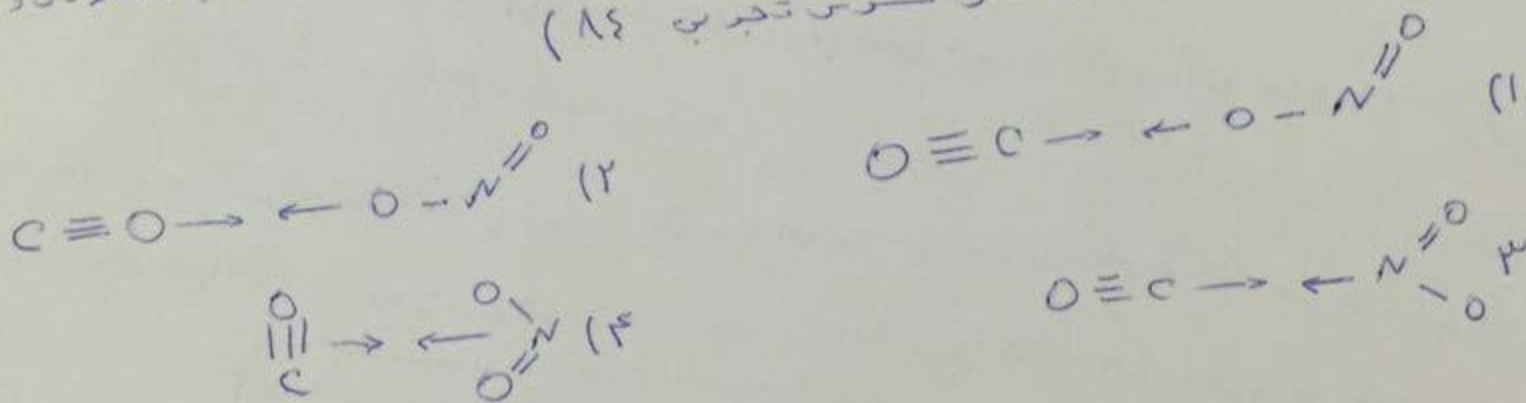 تجربی ۸۴)
۱) O ≡ C → ← O - N = O
۲) C ≡ O → ← O - N = O
۳ O ≡ C → ← N = O - O
۴) O ≡ C → ← O - N = O